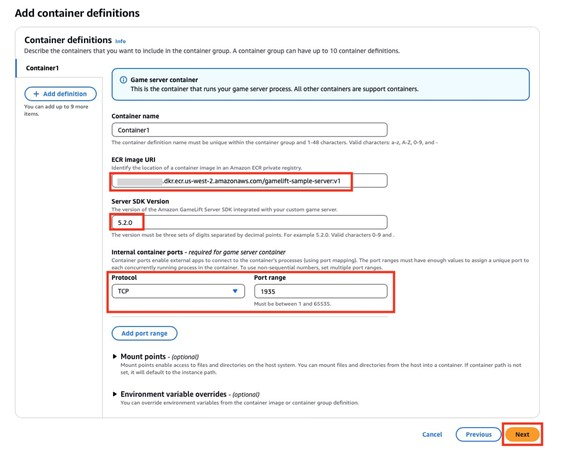 Add container definitions
Container definitions Info
Describe the containers that you want to include in the container group. A container group can have up to 10 container definitions.
Container1
+ Add definition
You can add up to 9 more
items.
Game server container
This is the container that runs your game server process. All other containers are support containers.
Container name
Container1
The container definition name must be unique within the container group and 1-48 characters. Valid characters: a-z, A-Z, 0-9, and -
ECR image URI
Identify the location of a container image in an Amazon ECR private registry.
.dkr.ecr.us-west-2.amazonaws.com/gamelift-sample-server:v1
Server SDK Version
The version of the Amazon GameLift Server SDK integrated with your custom game server.
5.2.0
The version must be three sets of digits separated by decimal points. For example 5.2.0. Valid characters 0-9 and .
Internal container ports - required for game server container
Container ports enable external apps to connect to the container's processes (using port mapping). The port ranges must have enough values to assign a unique port to
each concurrently running process in the container. To use non-sequential numbers, set multiple port ranges.
Protocol
Port range
TCP
1935
Must be between 1 and 65535.
Add port range
Mount points - (optional)
Mount points enable access to files and directories on the host system. You can mount files and directories from the host into a container. If container path is not
set, it will default to the instance path.
Environment variable overrides - (optional)
You can override environment variables from the container image or container group definition.
Cancel
Previous
Next